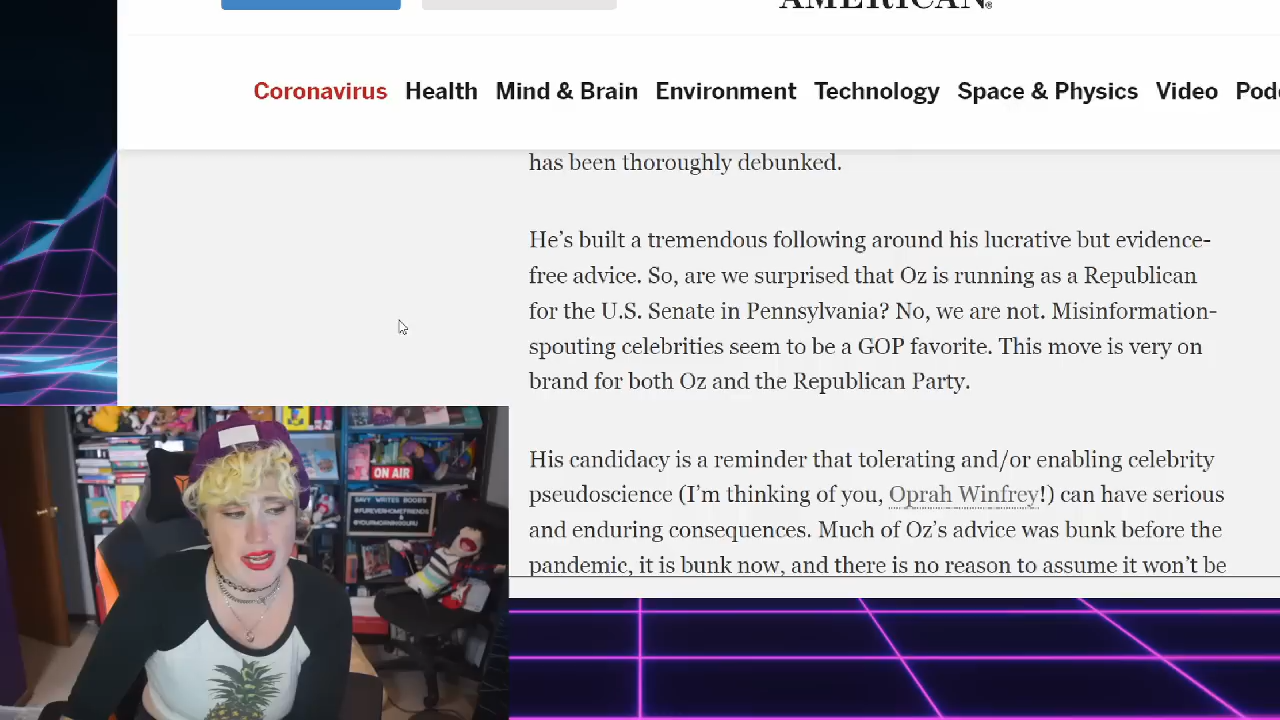 AMERICAN®
Coronavirus Health Mind & Brain Environment Technology Space & Physics Video Pod
has been thoroughly debunked.
He's built a tremendous following around his lucrative but evidence-
free advice. So, are we surprised that Oz is running as a Republican
for the U.S. Senate in Pennsylvania? No, we are not. Misinformation-
spouting celebrities seem to be a GOP favorite. This move is very on
brand for both Oz and the Republican Party.
His candidacy is a reminder that tolerating and/or enabling celebrity
pseudoscience (I'm thinking of you, Oprah Winfrey!) can have serious
and enduring consequences. Much of Oz's advice was bunk before the
pandemic, it is bunk now, and there is no reason to assume it won't be
ON AIR
SAVY WRITES BOOBS
@FUREVERHOMEFRIENDS
&
@YOURMORNINGGURU